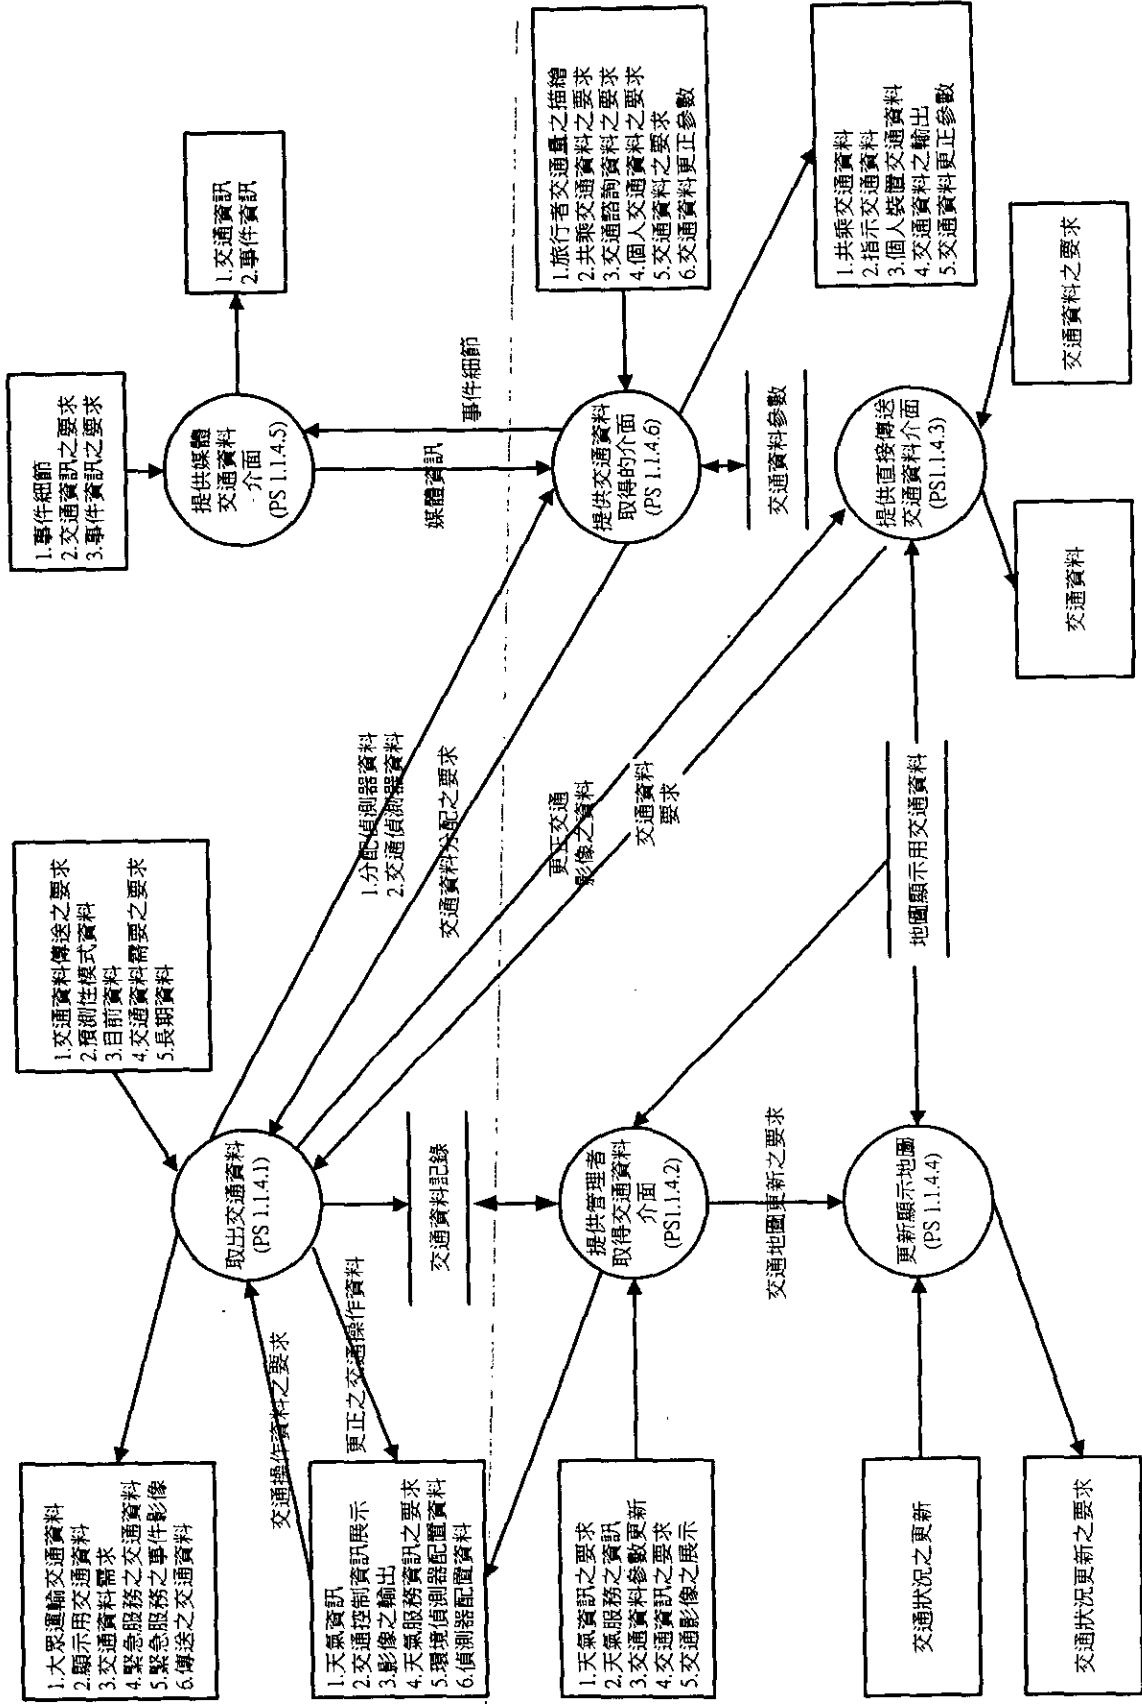 1.事件細節
2.交通資訊之要求
3.事件資訊之要求
提供媒體
交通資料
介面
(PS 1.1.4.5)
1.交通資訊
2.事件資訊
媒體資訊
事件細節
1.旅行者交通量之描繪
2.共乘交通資料之要求
3.交通諮詢資料之要求
4.個人交通資料之要求
5.交通資料之要求
6.交通資料更正參數
提供交通資料
取得的介面
(PS 1.1.4.6)
交通資料參數
1.共乘交通資料
2.指示交通資料
3.個人裝置交通資料
4.交通資料之輸出
5.交通資料更正參數
提供直接傳送
交通資料介面
(PS1.1.4.3)
交通資料之要求
交通資料
1.交通資料傳送之要求
2.預測性模式資料
3.目前資料
4.交通資料需要之要求
5.長期資料
1.分配偵測器資料
2.交通偵測器資料
交通資料分配之要求
更正交通
影像之資料
交通資料
要求
地圖顯示用交通資料
取出交通資料
(PS 1.1.4.1)
交通資料記錄
提供管理者
取得交通資料
介面
(PS1.1.4.2)
交通地圖更新之要求
更新顯示地圖
(PS 1.1.4.4)
交通操作資料之要求
更正之交通操作資料
1.大眾運輸交通資料
2.顯示用交通資料
3.交通資料需求
4.緊急服務之交通資料
5.緊急服務之事件影像
6.傳送之交通資料
1.天氣資訊
2.交通控制資訊展示
3.影像之輸出
4.天氣服務資訊之要求
5.環境偵測器配置資料
6.偵測器配置資料
1.天氣資訊之要求
2.天氣服務之資訊
3.交通資料參數更新
4.交通資訊之要求
5.交通影像之展示
交通狀況之更新
交通狀況更新之要求